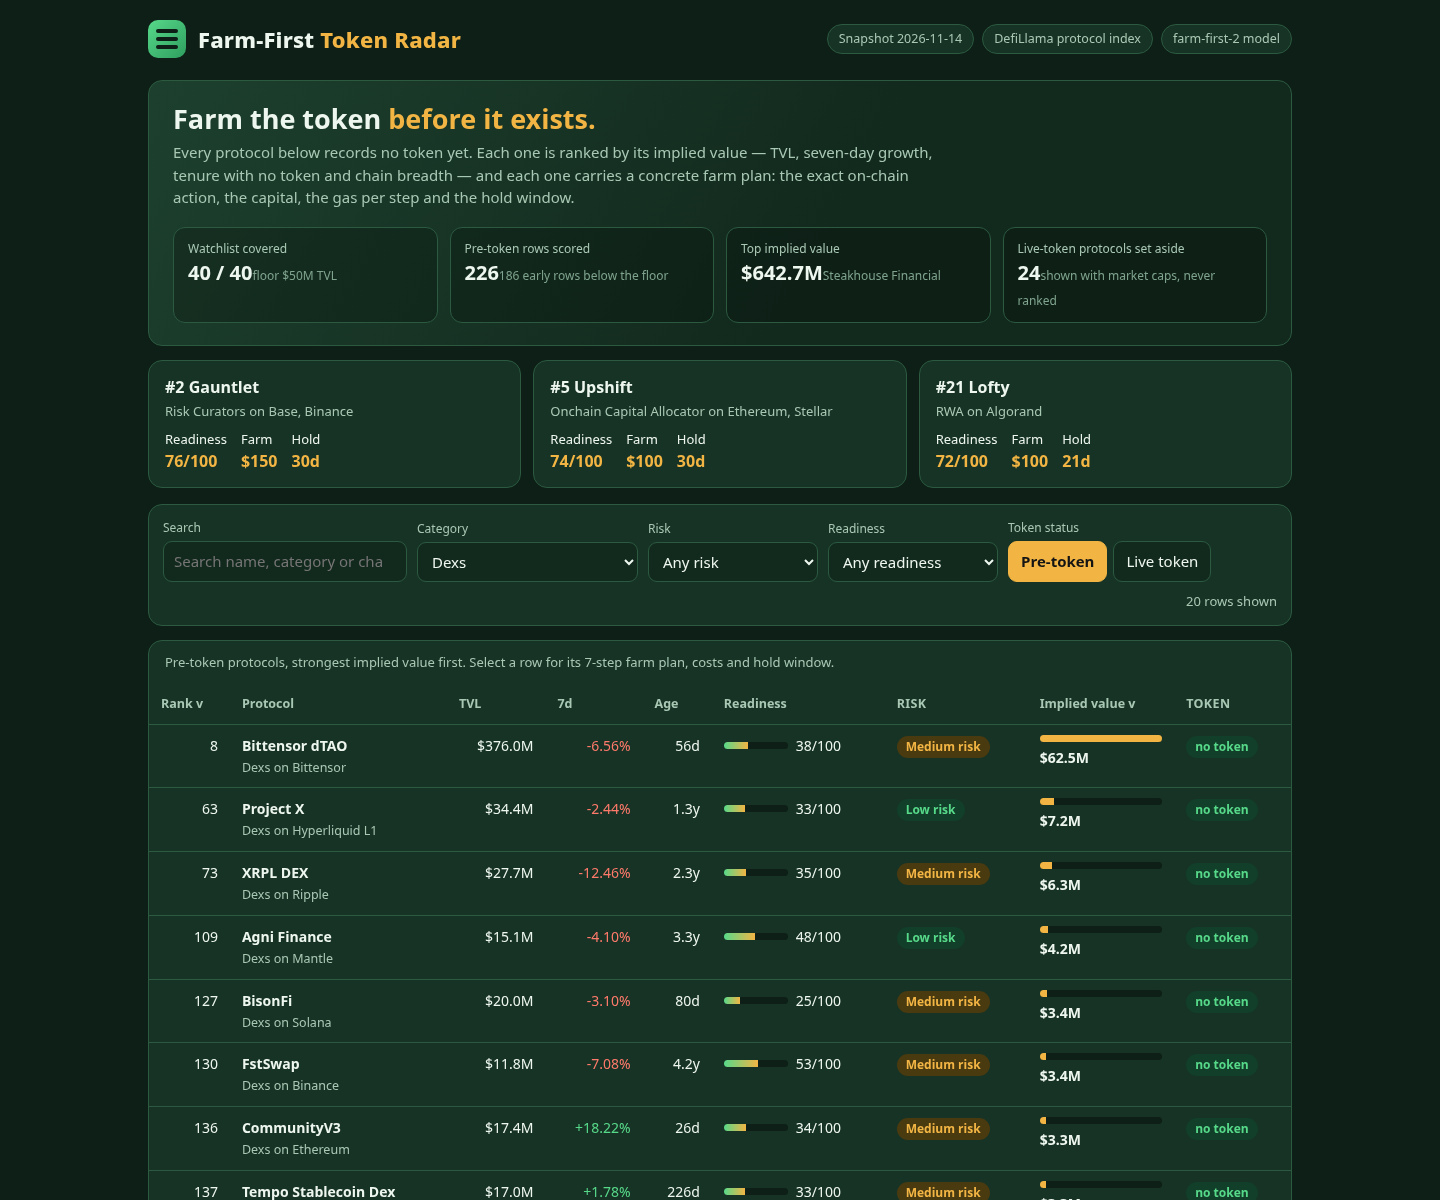 Farm-First Token Radar
Snapshot 2026-11-14
DefiLlama protocol index
farm-first-2 model
Farm the token before it exists.
Every protocol below records no token yet. Each one is ranked by its implied value — TVL, seven-day growth,
tenure with no token and chain breadth — and each one carries a concrete farm plan: the exact on-chain
action, the capital, the gas per step and the hold window.
Watchlist covered
40 / 40floor $50M TVL
Pre-token rows scored
226186 early rows below the floor
Top implied value
$642.7MSteakhouse Financial
Live-token protocols set aside
24shown with market caps, never
ranked
#2 Gauntlet
Risk Curators on Base, Binance
Readiness Farm Hold
76/100 $150 30d
#5 Upshift
Onchain Capital Allocator on Ethereum, Stellar
Readiness Farm Hold
74/100 $100 30d
#21 Lofty
RWA on Algorand
Readiness Farm Hold
72/100 $100 21d
Search Category Risk Readiness Token status
Search name, category or cha Dexs Any risk Any readiness Pre-token Live token
20 rows shown
Pre-token protocols, strongest implied value first. Select a row for its 7-step farm plan, costs and hold window.
Rank v Protocol TVL 7d Age Readiness RISK Implied value v TOKEN
8 Bittensor dTAO $376.0M -6.56% 56d 38/100 Medium risk $62.5M no token
Dexs on Bittensor
63 Project X $34.4M -2.44% 1.3y 33/100 Low risk $7.2M no token
Dexs on Hyperliquid L1
73 XRPL DEX $27.7M -12.46% 2.3y 35/100 Medium risk $6.3M no token
Dexs on Ripple
109 Agni Finance $15.1M -4.10% 3.3y 48/100 Low risk $4.2M no token
Dexs on Mantle
127 BisonFi $20.0M -3.10% 80d 25/100 Medium risk $3.4M no token
Dexs on Solana
130 FstSwap $11.8M -7.08% 4.2y 53/100 Medium risk $3.4M no token
Dexs on Binance
136 CommunityV3 $17.4M +18.22% 26d 34/100 Medium risk $3.3M no token
Dexs on Ethereum
137 Tempo Stablecoin Dex $17.0M +1.78% 226d 33/100 Medium risk no token